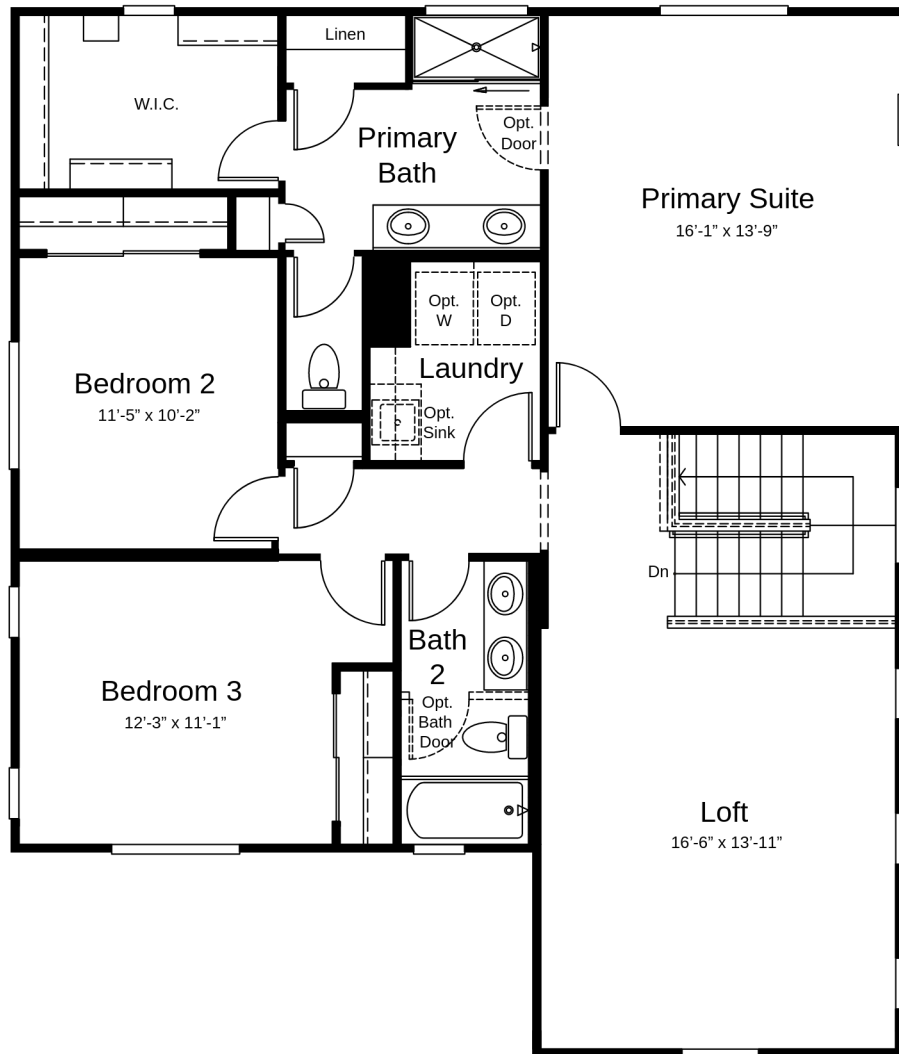 Linen
W.I.C.
Primary
Bath
Opt.
Door
Primary Suite
16’-1” x 13’-9”
Opt.
W
Opt.
D
Laundry
Opt.
Sink
Bedroom 2
11’-5” x 10’-2”
Dn
Bedroom 3
12’-3” x 11’-1”
Bath
2
Opt.
Bath
Door
Loft
16’-6” x 13’-11”